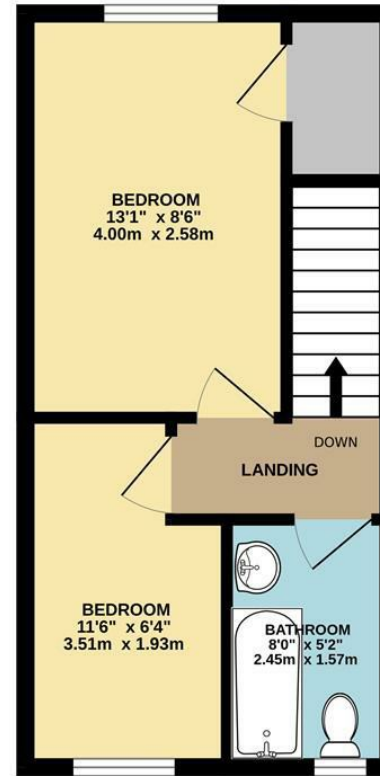 BEDROOM
13'1" x 8'6"
4.00m x 2.58m
DOWN
LANDING
BEDROOM
11'6" x 6'4"
3.51m x 1.93m
BATHROOM
8'0" x 5'2"
2.45m x 1.57m